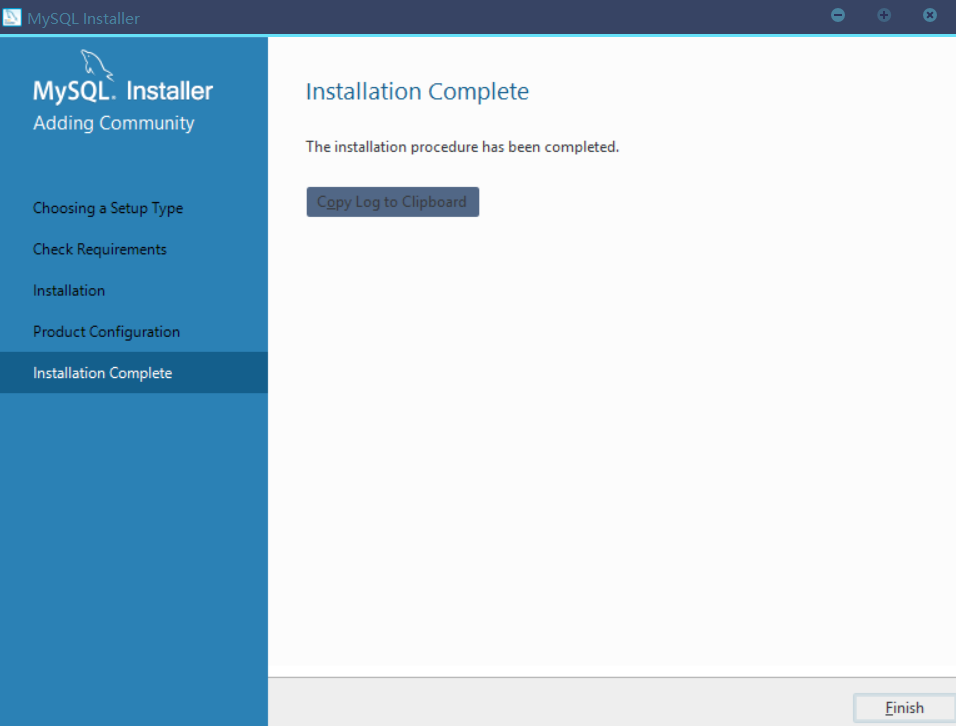 MySQL Installer
MySQL. Installer
Adding Community
Choosing a Setup Type
Check Requirements
Installation
Product Configuration
Installation Complete
Installation Complete
The installation procedure has been completed.
Copy Log to Clipboard
Finish